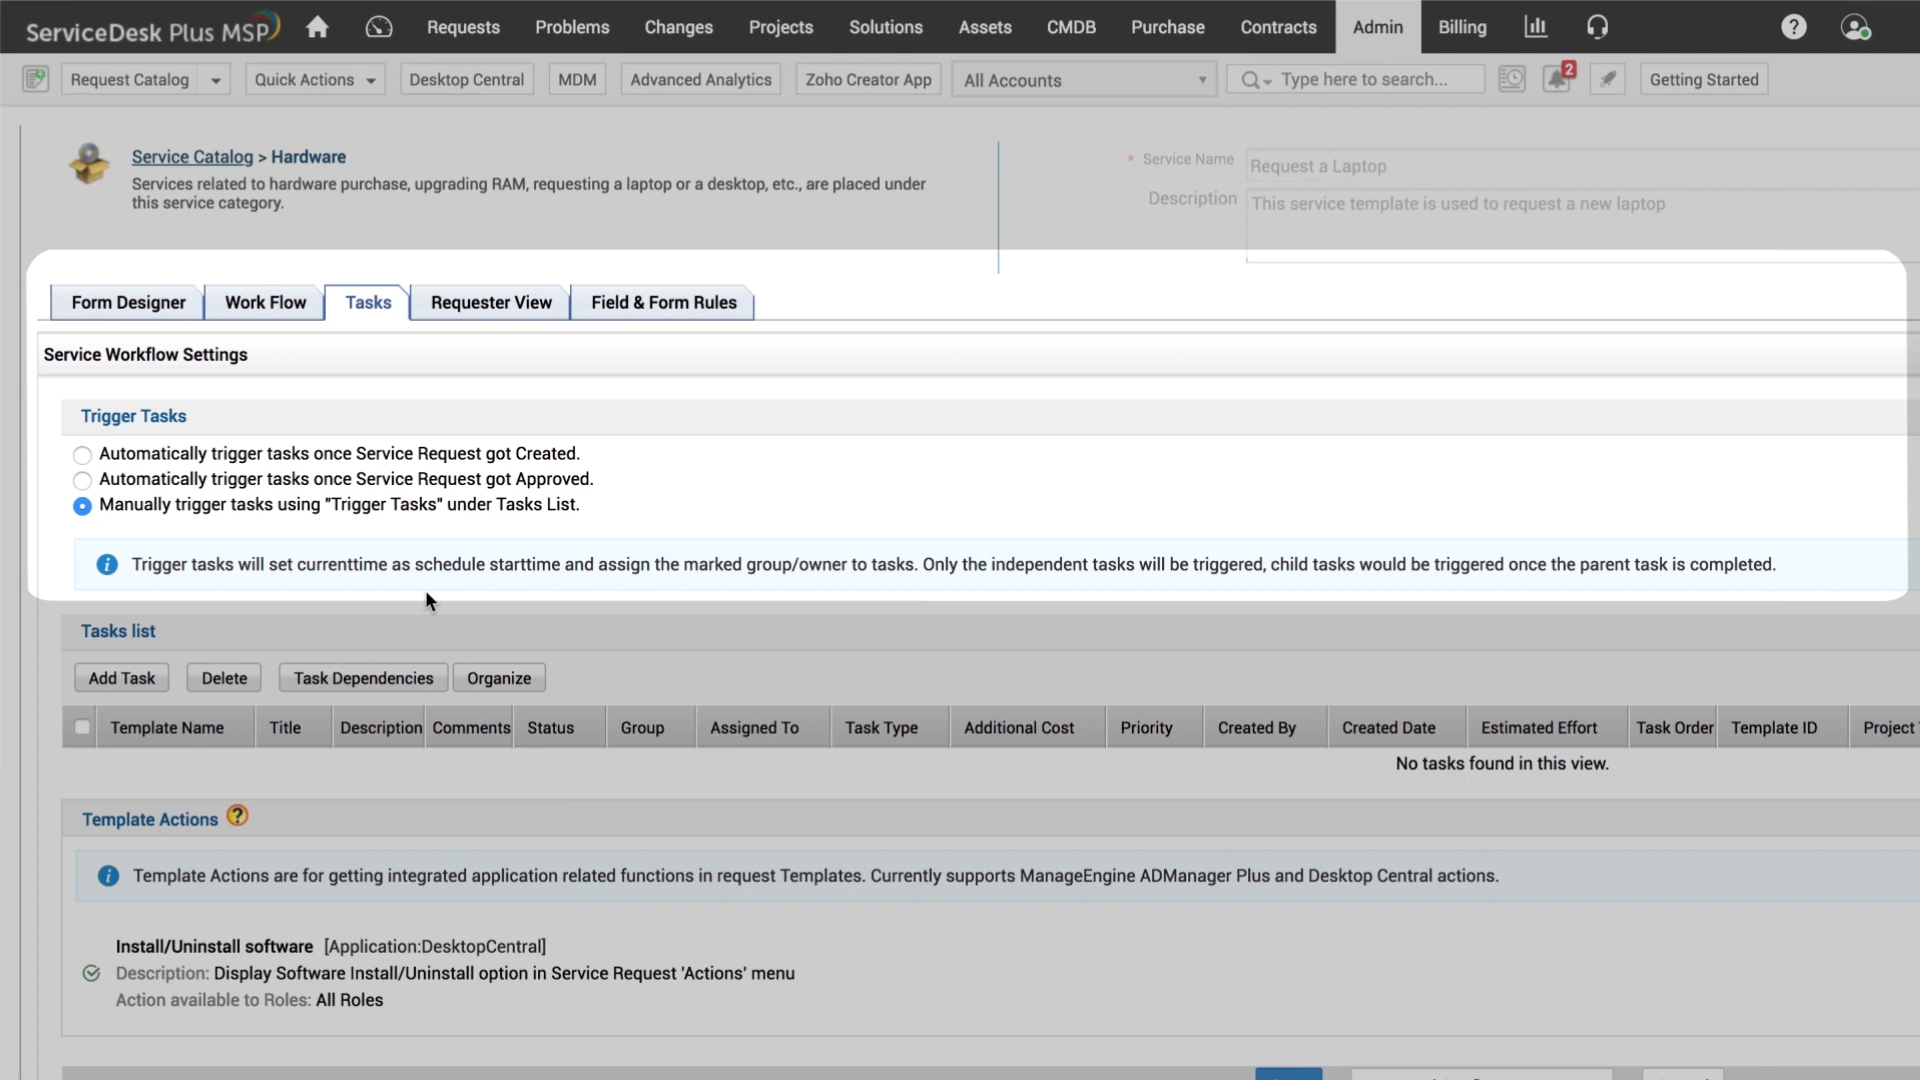 ServiceDesk Plus MSP
Requests Problems Changes Projects Solutions Assets CMDB Purchase Contracts Admin Billing
Request Catalog Quick Actions Desktop Central MDM Advanced Analytics Zoho Creator App All Accounts Type here to search... 2 Getting Started
Service Catalog > Hardware
Services related to hardware purchase, upgrading RAM, requesting a laptop or a desktop, etc., are placed under
this service category.
* Service Name Request a Laptop
Description This service template is used to request a new laptop
Form Designer Work Flow Tasks Requester View Field & Form Rules
Service Workflow Settings
Trigger Tasks
Automatically trigger tasks once Service Request got Created.
Automatically trigger tasks once Service Request got Approved.
Manually trigger tasks using "Trigger Tasks" under Tasks List.
Trigger tasks will set currenttime as schedule starttime and assign the marked group/owner to tasks. Only the independent tasks will be triggered, child tasks would be triggered once the parent task is completed.
Tasks list
Add Task Delete Task Dependencies Organize
Template Name Title Description Comments Status Group Assigned To Task Type Additional Cost Priority Created By Created Date Estimated Effort Task Order Template ID Project
No tasks found in this view.
Template Actions ?
Template Actions are for getting integrated application related functions in request Templates. Currently supports ManageEngine ADManager Plus and Desktop Central actions.
Install/Uninstall software [Application:DesktopCentral]
Description: Display Software Install/Uninstall option in Service Request 'Actions' menu
Action available to Roles: All Roles